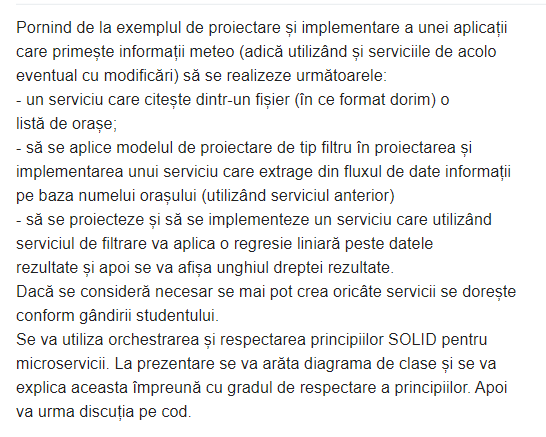 Pornind de la exemplul de proiectare și implementare a unei aplicații
care primește informații meteo (adică utilizând și serviciile de acolo
eventual cu modificări) să se realizeze următoarele:
- un serviciu care citește dintr-un fișier (în ce format dorim) o
listă de orașe;
- să se aplice modelul de proiectare de tip filtru în proiectarea și
implementarea unui serviciu care extrage din fluxul de date informații
pe baza numelui orașului (utilizând serviciul anterior)
- să se proiecteze și să se implementeze un serviciu care utilizând
serviciul de filtrare va aplica o regresie liniară peste datele
rezultate și apoi se va afișa unghiul dreptei rezultate.
Dacă se consideră necesar se mai pot crea oricâte servicii se dorește
conform gândirii studentului.
Se va utiliza orchestrarea și respectarea principiilor SOLID pentru
microservicii. La prezentare se va arăta diagrama de clase și se va
explica aceasta împreună cu gradul de respectare a principiilor. Apoi
va urma discuția pe cod.